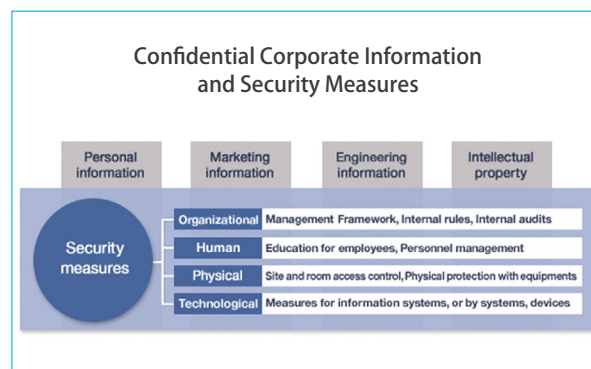 Confidential Corporate Information
and Security Measures
Personal
information
Marketing
information
Engineering
information
Intellectual
property
Security
measures
Organizational Management Framework, Internal rules, Internal audits
Human Education for employees, Personnel management
Physical Site and room access control, Physical protection with equipments
Technological Measures for information systems, or by systems, devices